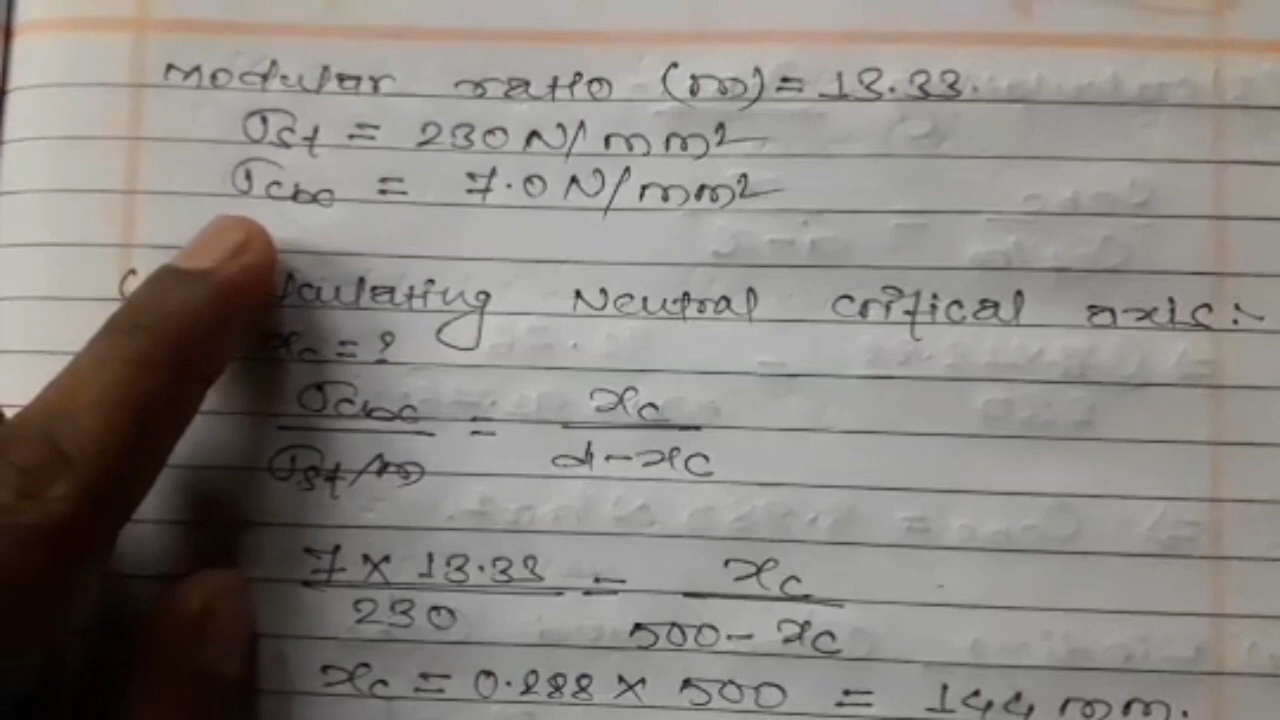 Modular ratio (m) = 13.33.
σst = 230 N/mm²
σcbc = 7.0 N/mm²
Neutral critical axis :-
xc = ?
σcbc / σst/m = xc / d-xc
7 × 13.33 / 230 = xc / 500 - xc
xc = 0.288 × 500 = 144 mm.